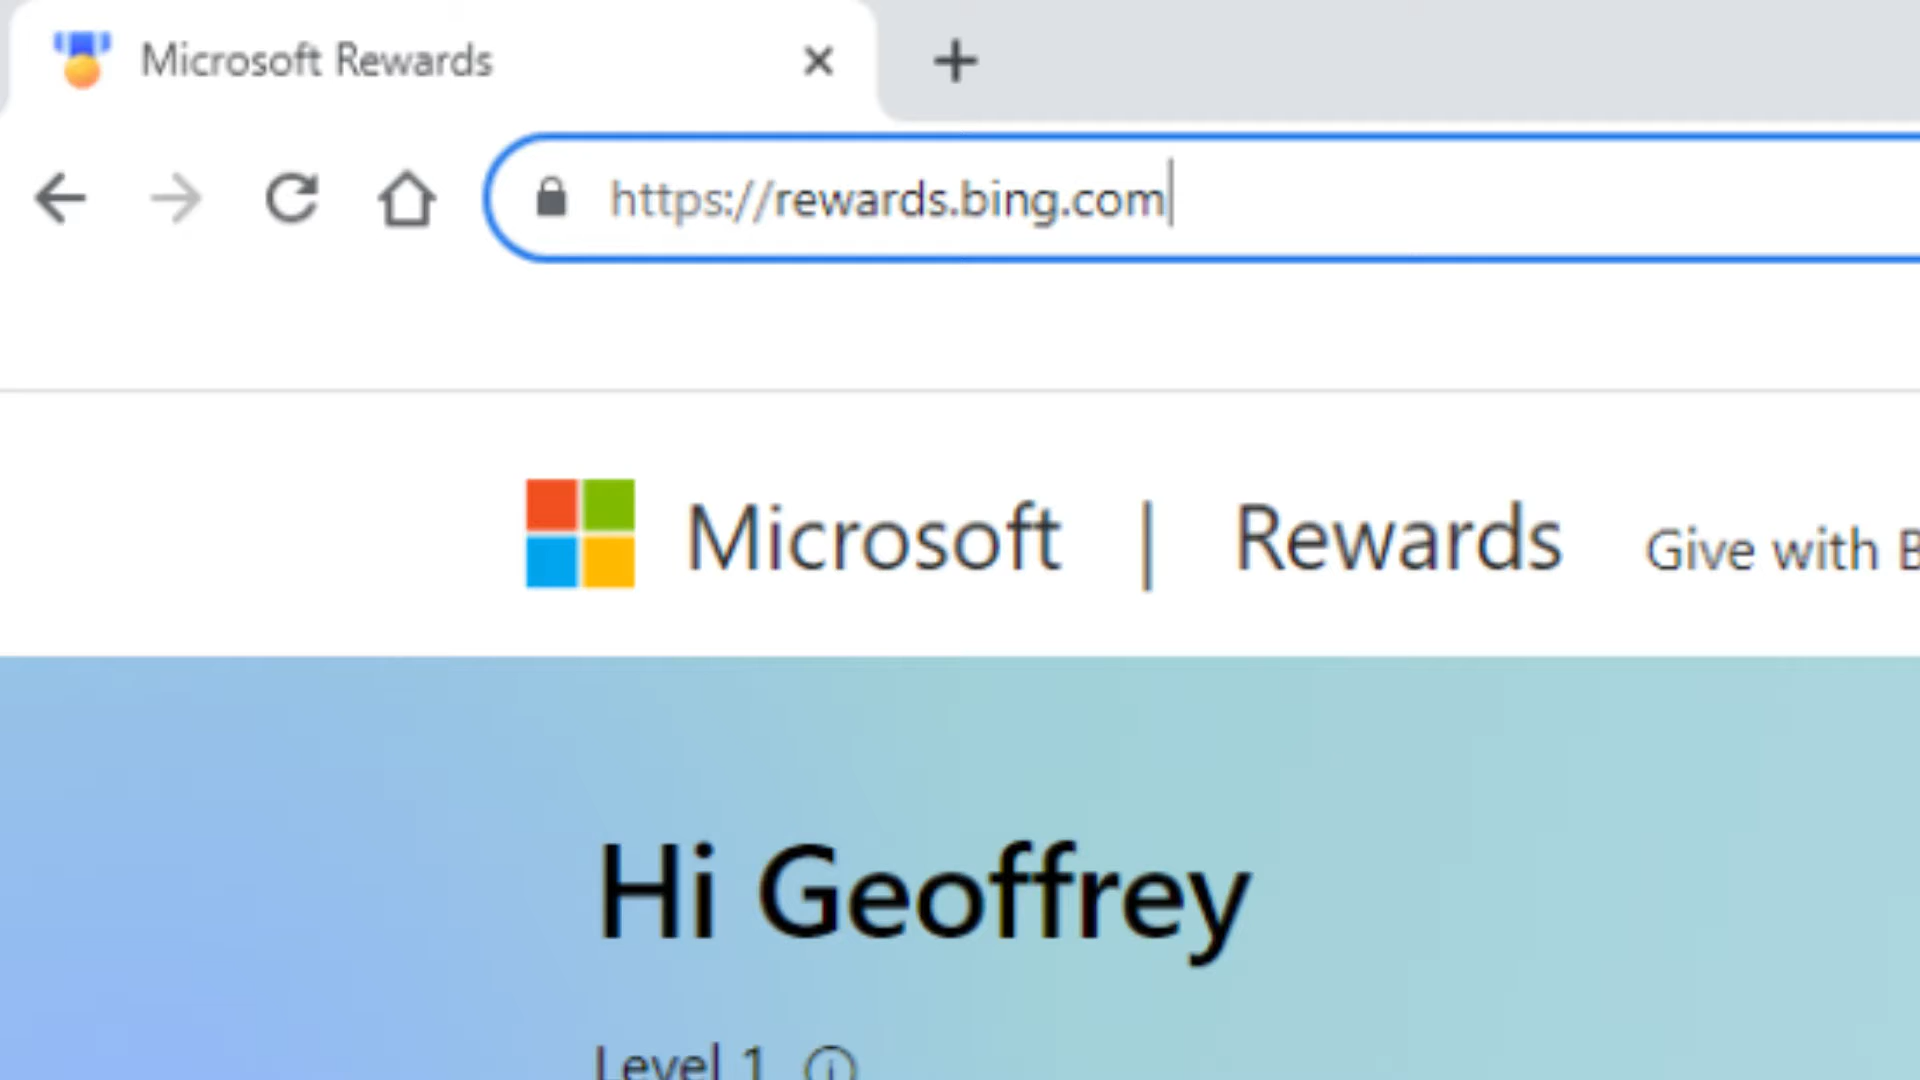 Microsoft Rewards
https://rewards.bing.com
Microsoft | Rewards Give with B
Hi Geoffrey
Level 1